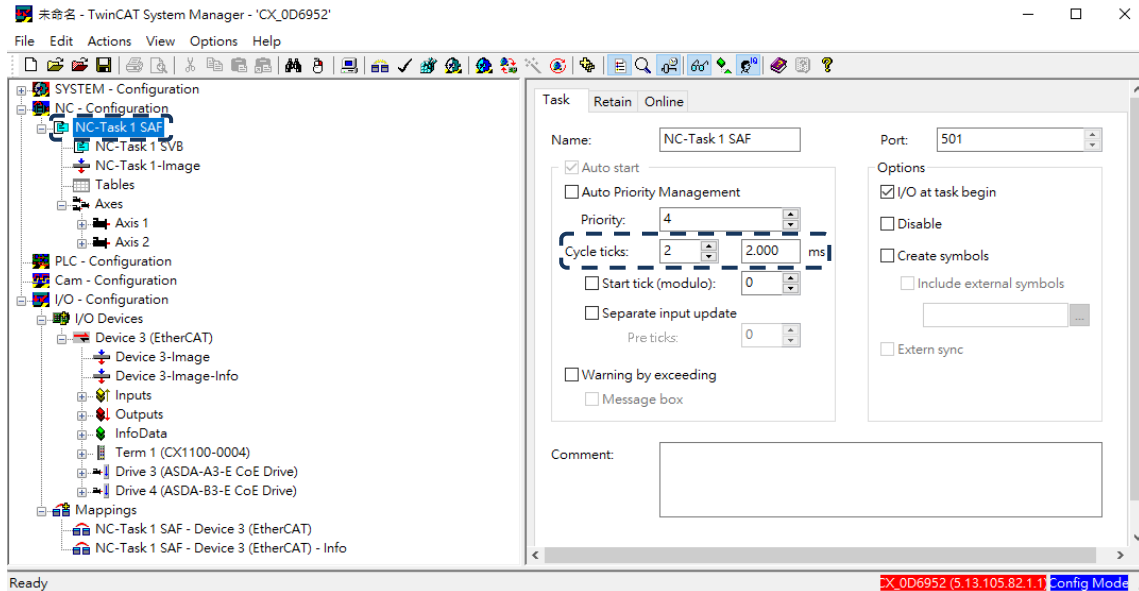 未命名 - TwinCAT System Manager - 'CX_0D6952'
File Edit Actions View Options Help
SYSTEM - Configuration
NC - Configuration
NC-Task 1 SAF
NC-Task 1 SVB
NC-Task 1-Image
Tables
Axes
Axis 1
Axis 2
PLC - Configuration
Cam - Configuration
I/O - Configuration
I/O Devices
Device 3 (EtherCAT)
Device 3-Image
Device 3-Image-Info
Inputs
Outputs
InfoData
Term 1 (CX1100-0004)
Drive 3 (ASDA-A3-E CoE Drive)
Drive 4 (ASDA-B3-E CoE Drive)
Mappings
NC-Task 1 SAF - Device 3 (EtherCAT)
NC-Task 1 SAF - Device 3 (EtherCAT) - Info
Task Retain Online
Name: NC-Task 1 SAF Port: 501
Auto start
Auto Priority Management
Priority: 4
Cycle ticks: 2 2.000 ms
Start tick (modulo): 0
Separate input update
Pre ticks: 0
Warning by exceeding
Message box
Options
I/O at task begin
Disable
Create symbols
Include external symbols
...
Extern sync
Comment:
Ready CX_0D6952 (5.13.105.82.1.1) Config Mode